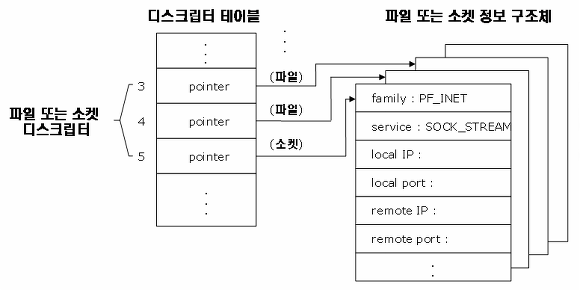 디스크립터 테이블
파일 또는 소켓 정보 구조체
파일 또는 소켓
디스크립터
3
pointer
(파일)
4
pointer
(파일)
5
pointer
(소켓)
family : PF_INET
service : SOCK_STREAM
local IP :
local port :
remote IP :
remote port :